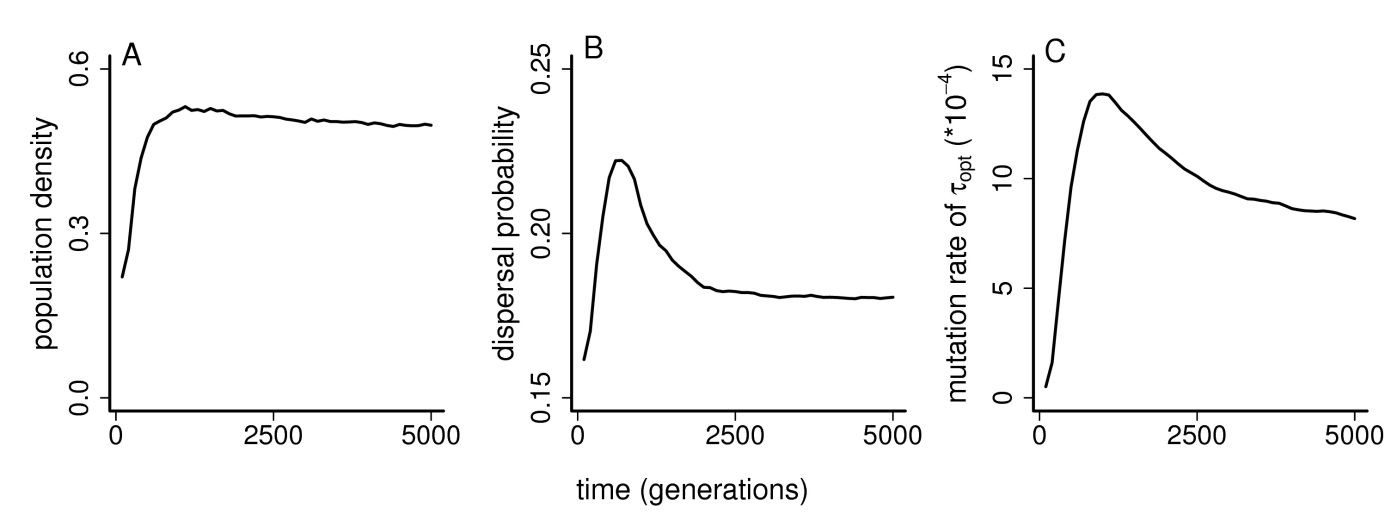 A
population density
0.0
0.3
0.6
0
2500
5000
B
dispersal probability
0.15
0.20
0.25
0
2500
5000
C
mutation rate of τopt (*10−4)
0
5
10
15
0
2500
5000
time (generations)